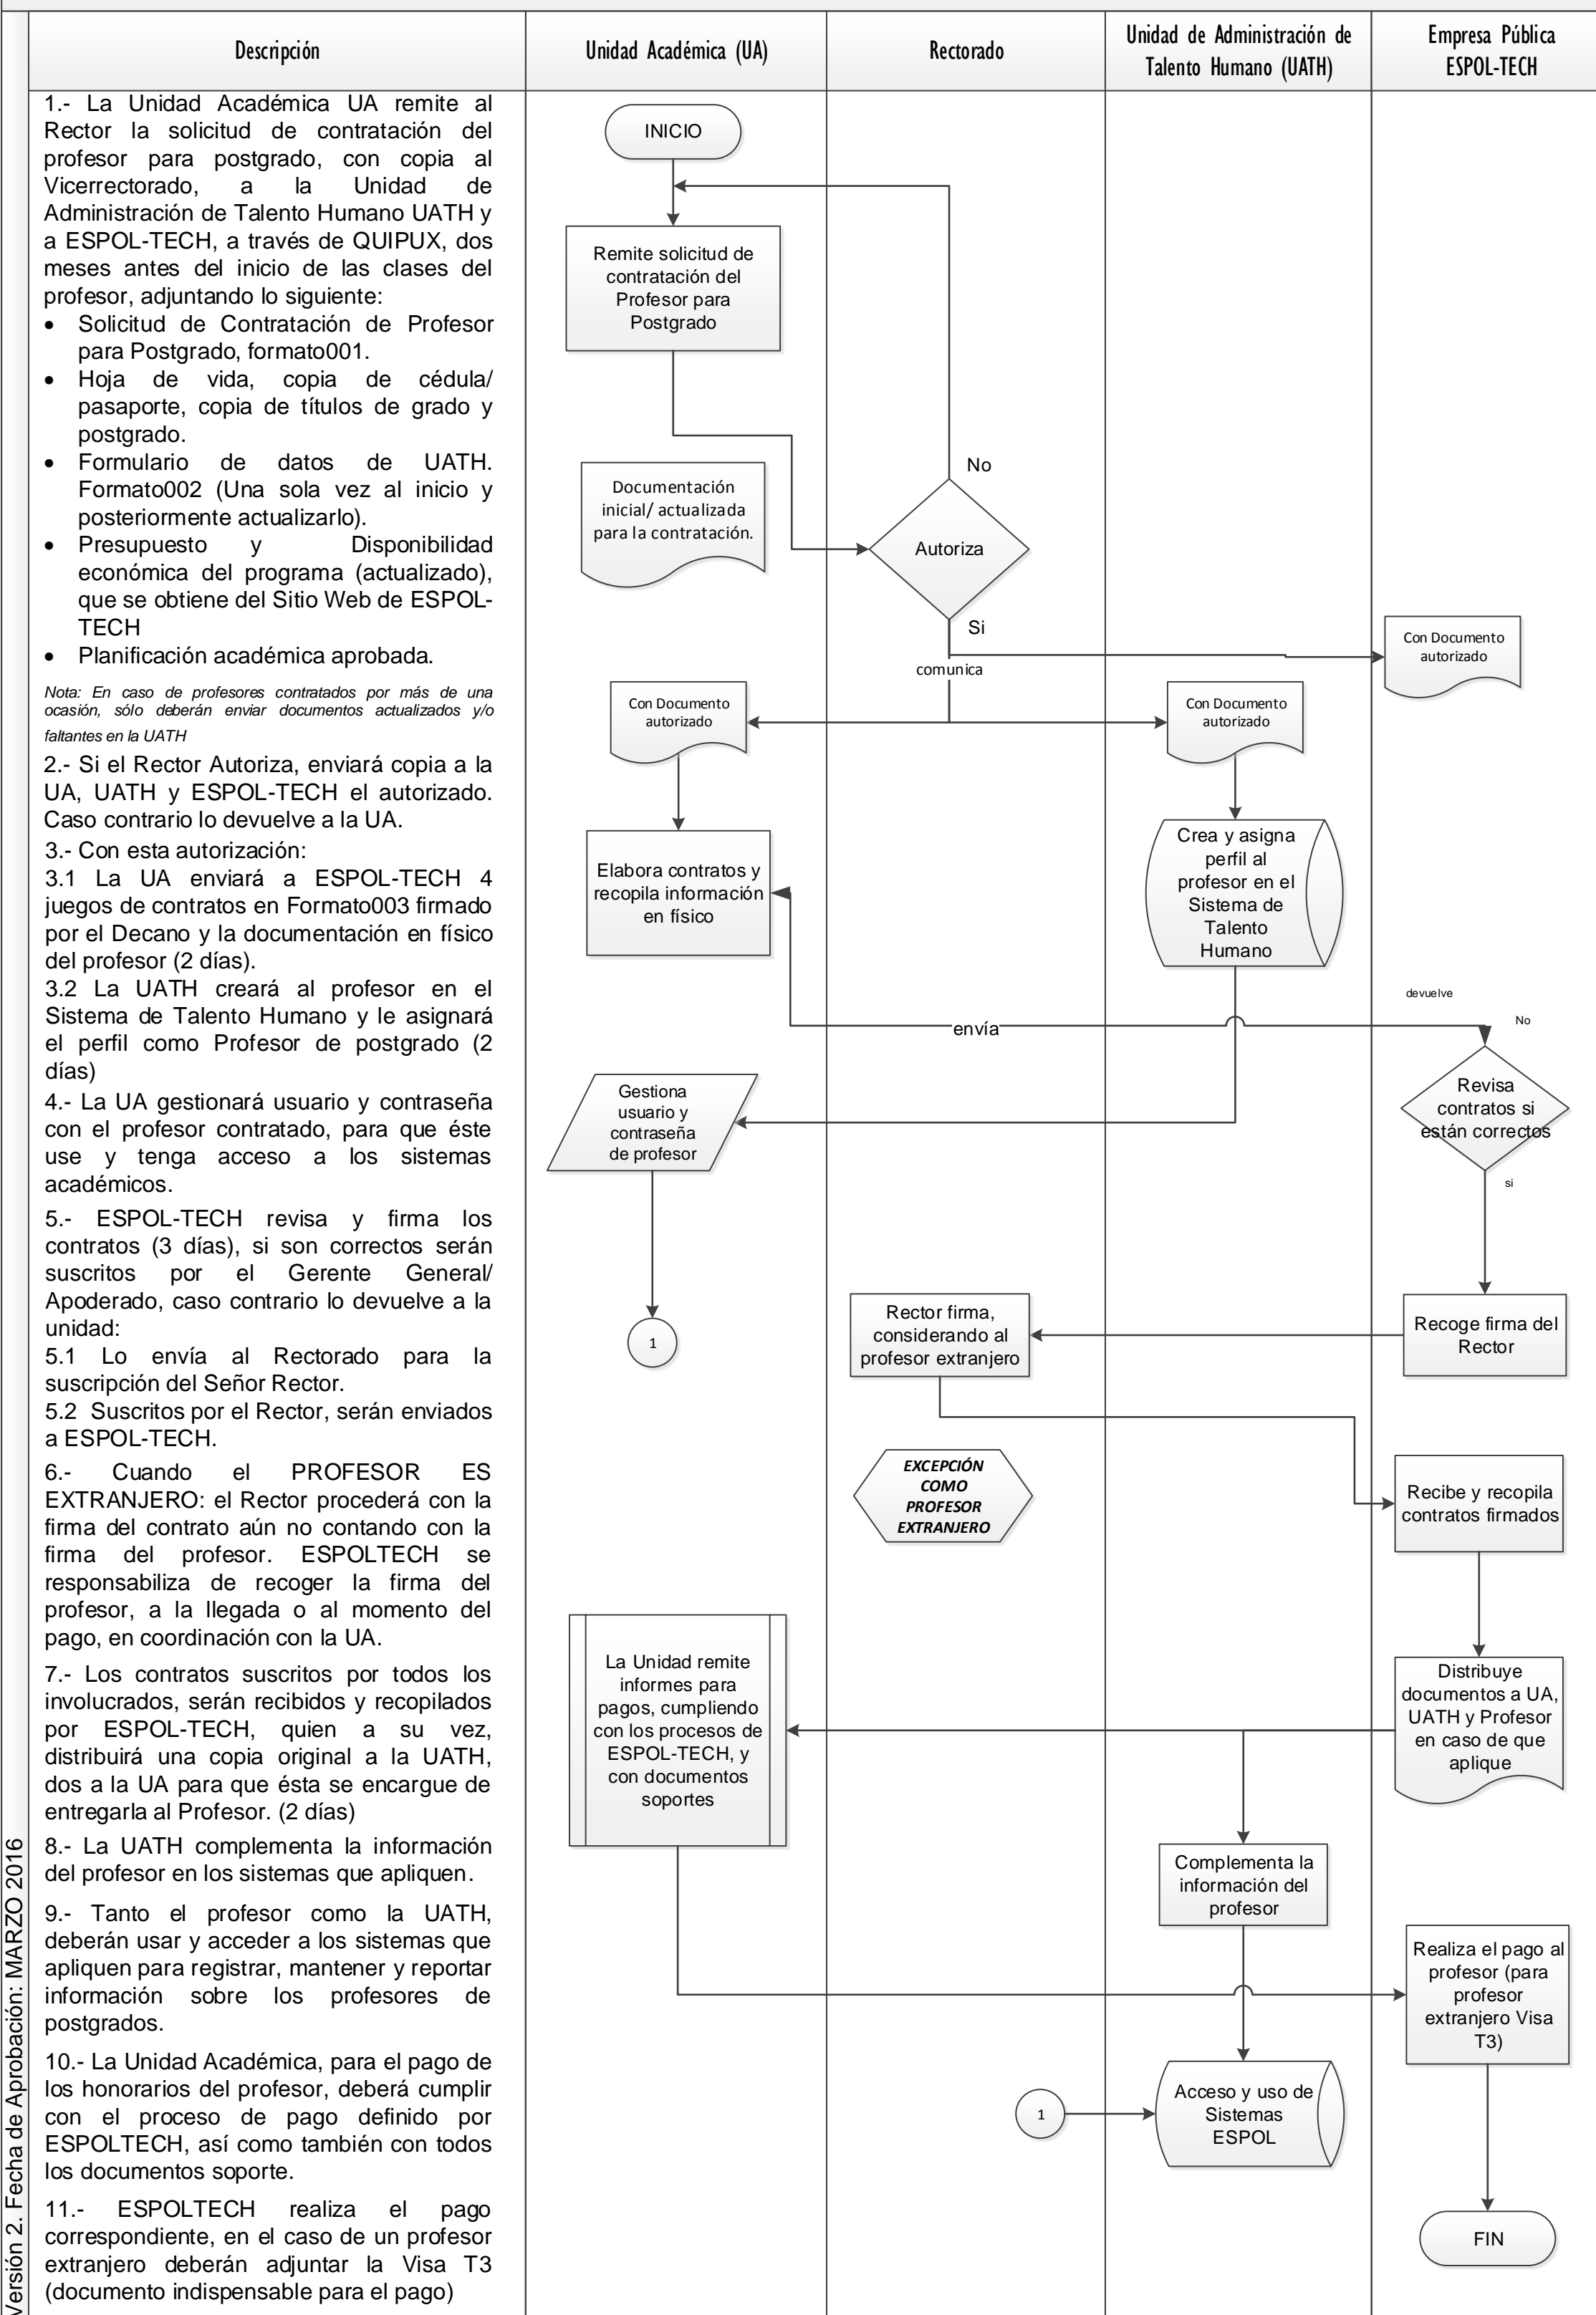 Descripción
Unidad Académica (UA)
Rectorado
Unidad de Administración de
Talento Humano (UATH)
Empresa Pública
ESPOL-TECH
1.- La Unidad Académica UA remite al
Rector la solicitud de contratación del
profesor para postgrado, con copia al
Vicerrectorado, a la Unidad de
Administración de Talento Humano UATH y
a ESPOL-TECH, a través de QUIPUX, dos
meses antes del inicio de las clases del
profesor, adjuntando lo siguiente:
• Solicitud de Contratación de Profesor
para Postgrado, formato001.
• Hoja de vida, copia de cédula/
pasaporte, copia de títulos de grado y
postgrado.
• Formulario de datos de UATH.
Formato002 (Una sola vez al inicio y
posteriormente actualizarlo).
• Presupuesto y Disponibilidad
económica del programa (actualizado),
que se obtiene del Sitio Web de ESPOL-
TECH
• Planificación académica aprobada.
Nota: En caso de profesores contratados por más de una
ocasión, sólo deberán enviar documentos actualizados y/o
faltantes en la UATH
2.- Si el Rector Autoriza, enviará copia a la
UA, UATH y ESPOL-TECH el autorizado.
Caso contrario lo devuelve a la UA.
3.- Con esta autorización:
3.1 La UA enviará a ESPOL-TECH 4
juegos de contratos en Formato003 firmado
por el Decano y la documentación en físico
del profesor (2 días).
3.2 La UATH creará al profesor en el
Sistema de Talento Humano y le asignará
el perfil como Profesor de postgrado (2
días)
4.- La UA gestionará usuario y contraseña
con el profesor contratado, para que éste
use y tenga acceso a los sistemas
académicos.
5.- ESPOL-TECH revisa y firma los
contratos (3 días), si son correctos serán
suscritos por el Gerente General/
Apoderado, caso contrario lo devuelve a la
unidad:
5.1 Lo envía al Rectorado para la
suscripción del Señor Rector.
5.2 Suscritos por el Rector, serán enviados
a ESPOL-TECH.
6.- Cuando el PROFESOR ES
EXTRANJERO: el Rector procederá con la
firma del contrato aún no contando con la
firma del profesor. ESPOLTECH se
responsabiliza de recoger la firma del
profesor, a la llegada o al momento del
pago, en coordinación con la UA.
7.- Los contratos suscritos por todos los
involucrados, serán recibidos y recopilados
por ESPOL-TECH, quien a su vez,
distribuirá una copia original a la UATH,
dos a la UA para que ésta se encargue de
entregarla al Profesor. (2 días)
8.- La UATH complementa la información
del profesor en los sistemas que apliquen.
9.- Tanto el profesor como la UATH,
deberán usar y acceder a los sistemas que
apliquen para registrar, mantener y reportar
información sobre los profesores de
postgrados.
10.- La Unidad Académica, para el pago de
los honorarios del profesor, deberá cumplir
con el proceso de pago definido por
ESPOLTECH, así como también con todos
los documentos soporte.
11.- ESPOLTECH realiza el pago
correspondiente, en el caso de un profesor
extranjero deberán adjuntar la Visa T3
(documento indispensable para el pago)
Versión 2. Fecha de Aprobación: MARZO 2016
INICIO
Remite solicitud de
contratación del
Profesor para
Postgrado
Documentación
inicial/ actualizada
para la contratación.
No
Autoriza
Si
comunica
Con Documento
autorizado
Con Documento
autorizado
Con Documento
autorizado
Elabora contratos y
recopila información
en físico
Crea y asigna
perfil al
profesor en el
Sistema de
Talento
Humano
devuelve
No
envía
Revisa
contratos si
están correctos
si
Gestiona
usuario y
contraseña
de profesor
1
Rector firma,
considerando al
profesor extranjero
Recoge firma del
Rector
EXCEPCIÓN
COMO
PROFESOR
EXTRANJERO
Recibe y recopila
contratos firmados
La Unidad remite
informes para
pagos, cumpliendo
con los procesos de
ESPOL-TECH, y
con documentos
soportes
Distribuye
documentos a UA,
UATH y Profesor
en caso de que
aplique
Complementa la
información del
profesor
Realiza el pago al
profesor (para
profesor
extranjero Visa
T3)
1
Acceso y uso de
Sistemas
ESPOL
FIN